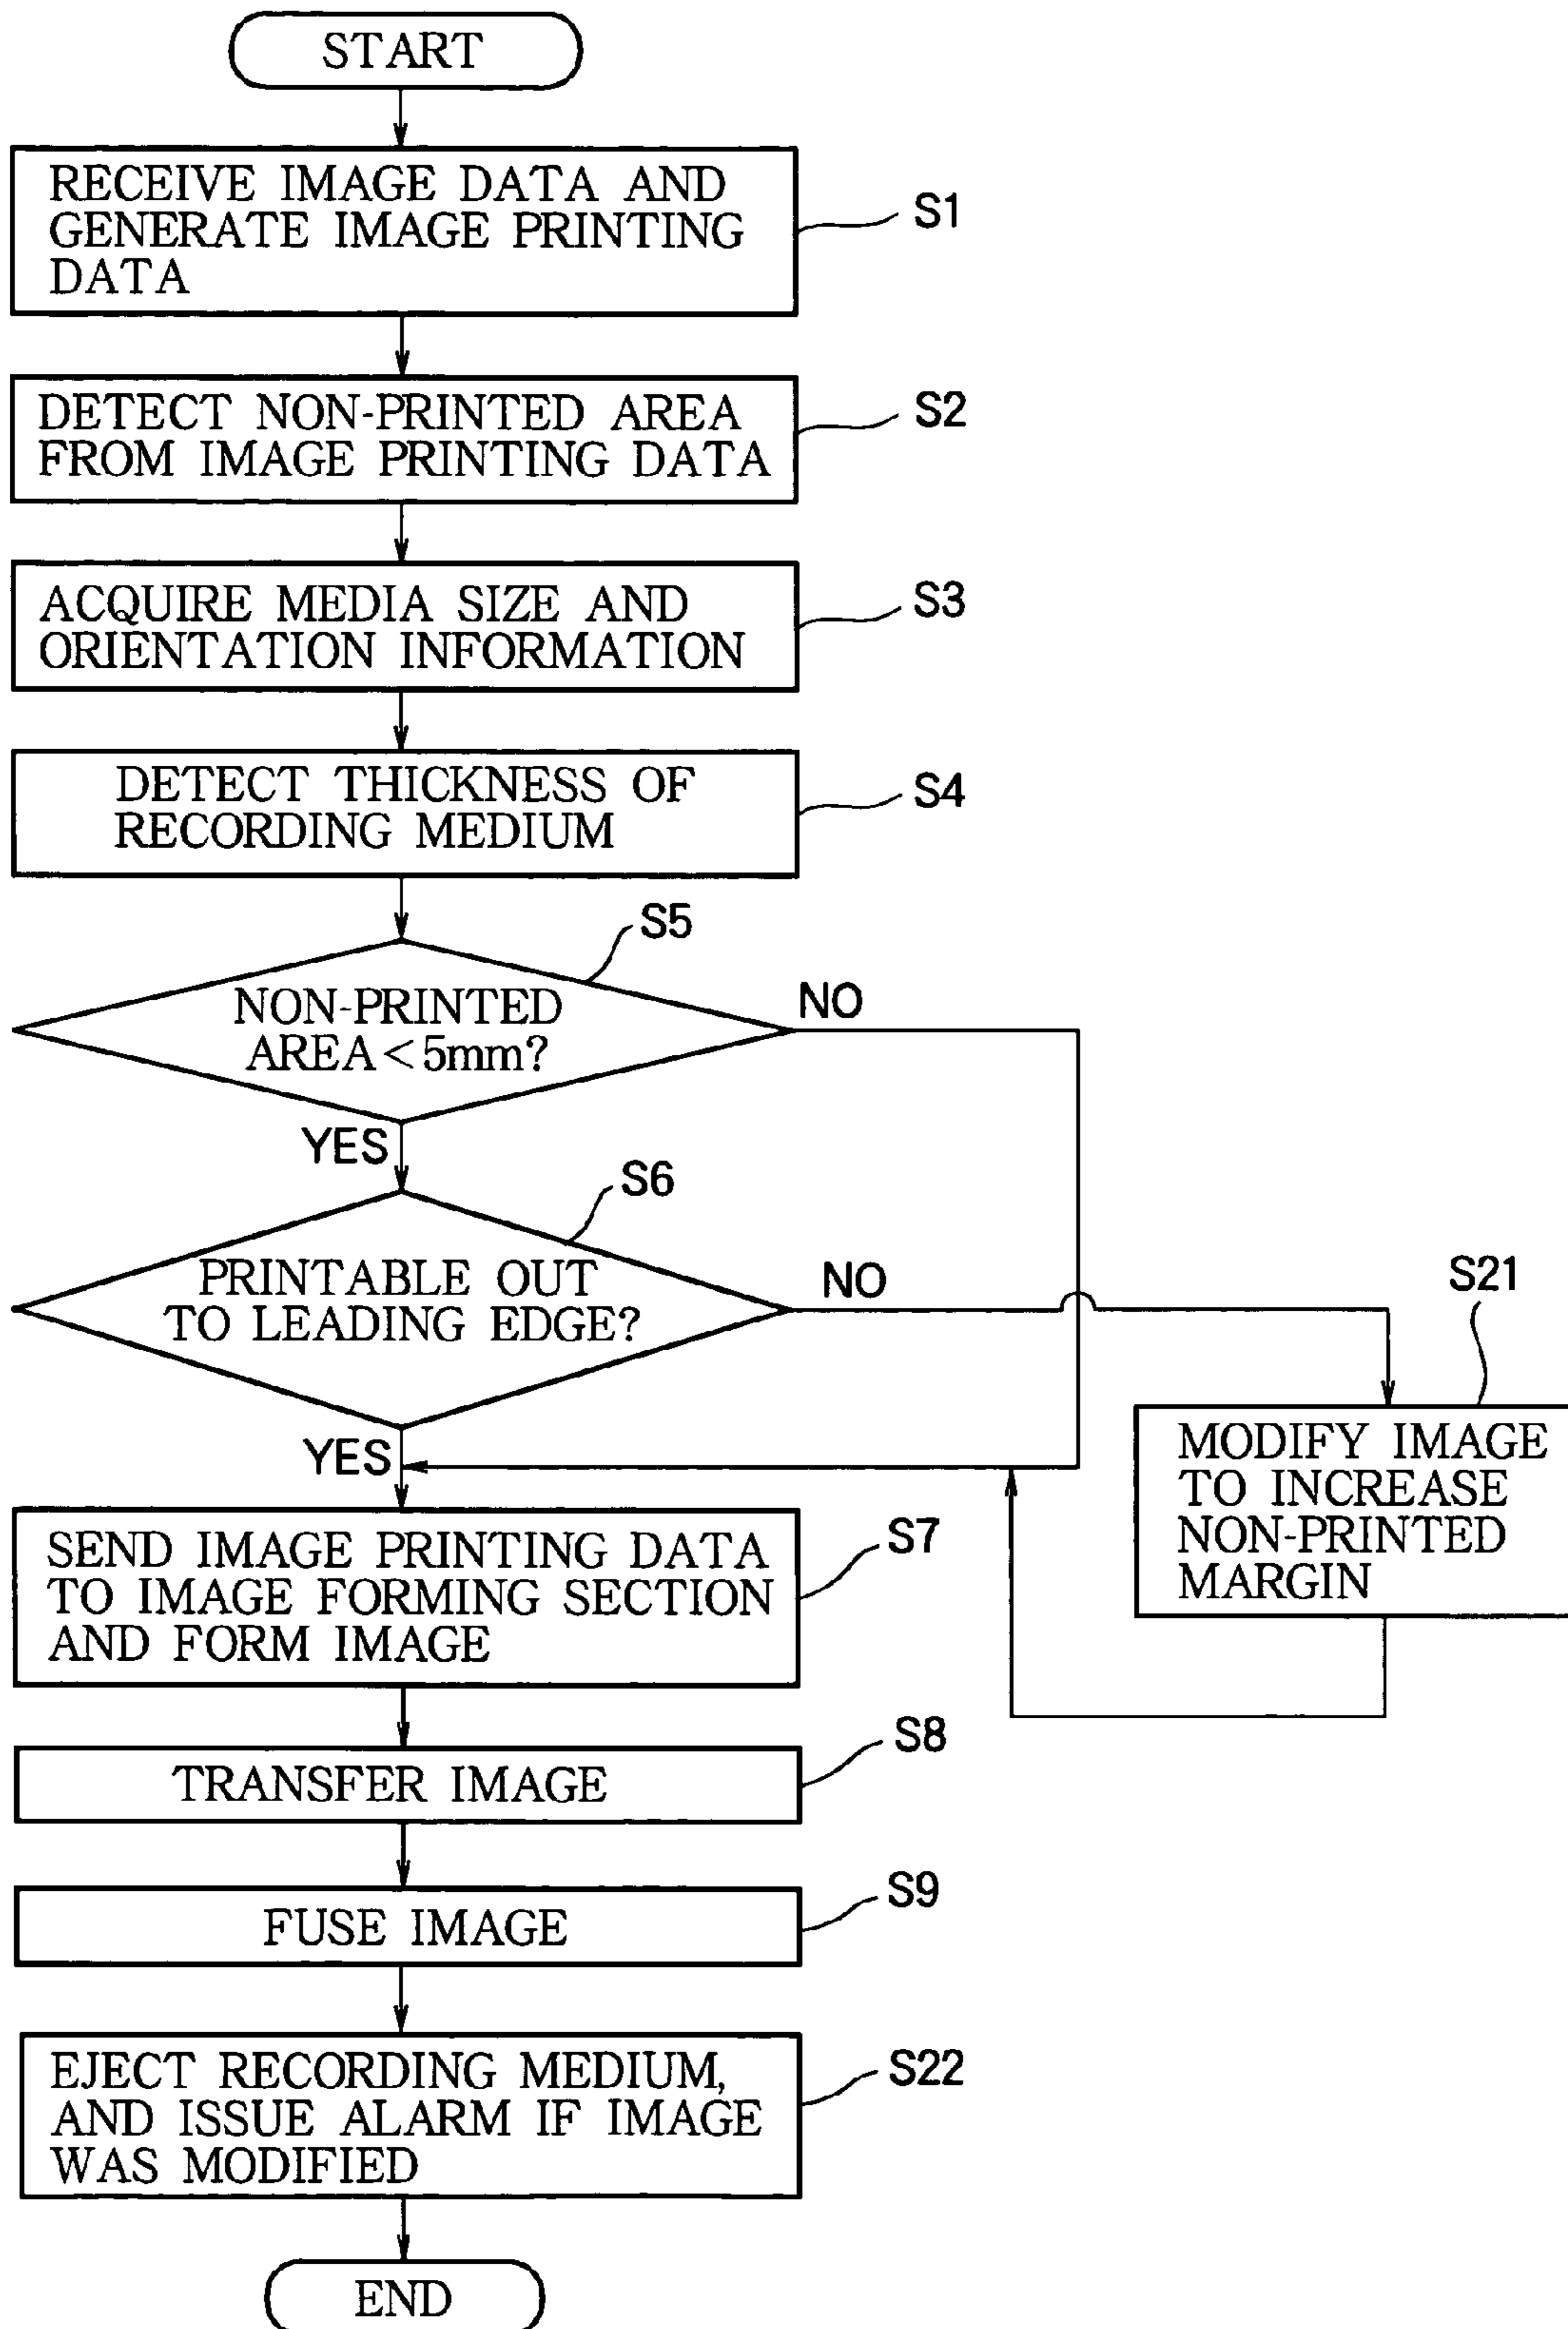 START
RECEIVE IMAGE DATA AND
GENERATE IMAGE PRINTING
DATA
S1
DETECT NON-PRINTED AREA
FROM IMAGE PRINTING DATA
S2
ACQUIRE MEDIA SIZE AND
ORIENTATION INFORMATION
S3
DETECT THICKNESS OF
RECORDING MEDIUM
S4
S5
NON-PRINTED
AREA<5mm?
NO
YES
S6
PRINTABLE OUT
TO LEADING EDGE?
NO
S21
MODIFY IMAGE
TO INCREASE
NON-PRINTED
MARGIN
YES
SEND IMAGE PRINTING DATA
TO IMAGE FORMING SECTION
AND FORM IMAGE
S7
TRANSFER IMAGE
S8
FUSE IMAGE
S9
EJECT RECORDING MEDIUM,
AND ISSUE ALARM IF IMAGE
WAS MODIFIED
S22
END